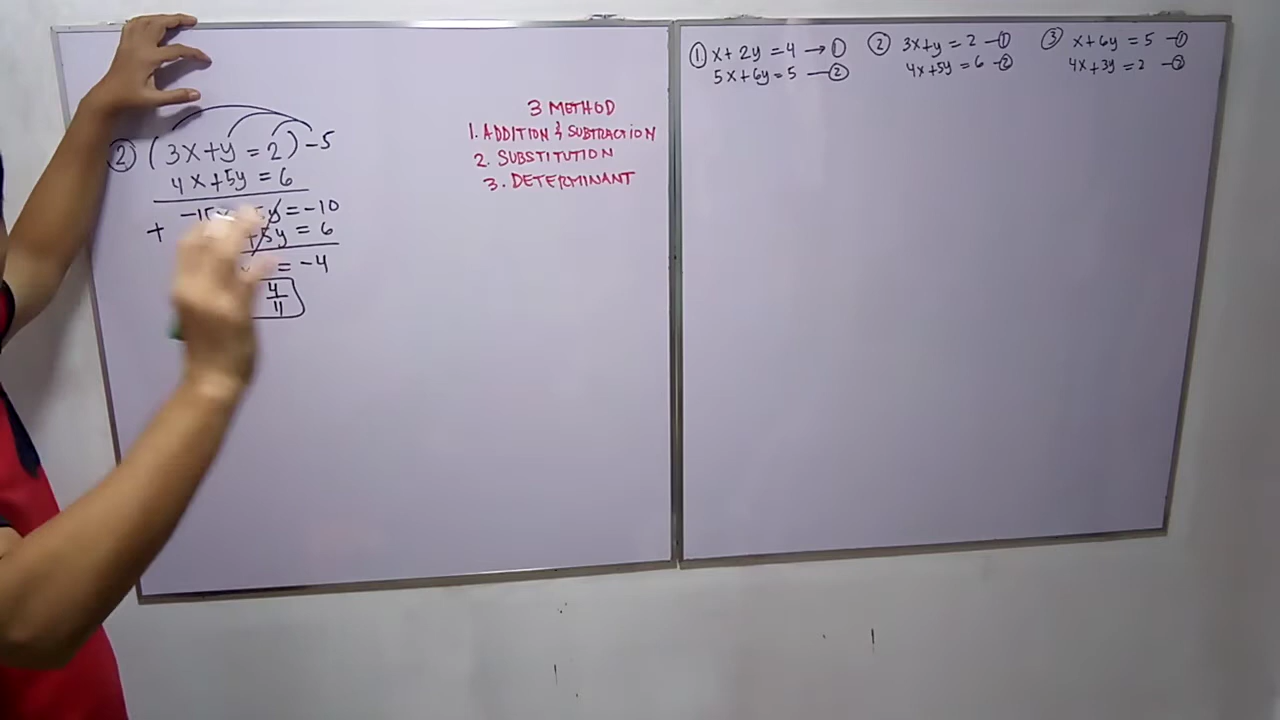 ② (3x+y = 2) -5
4x+5y = 6
-15x 5y = -10
+ +5y = 6
= -4
4/11
3 METHOD
1. ADDITION & SUBTRACTION
2. SUBSTITUTION
3. DETERMINANT
① x+2y = 4 → ①
5x+6y = 5 — ②
② 3x+y = 2 — ①
4x+5y = 6 — ②
③ x+6y = 5 — ①
4x+3y = 2 — ②